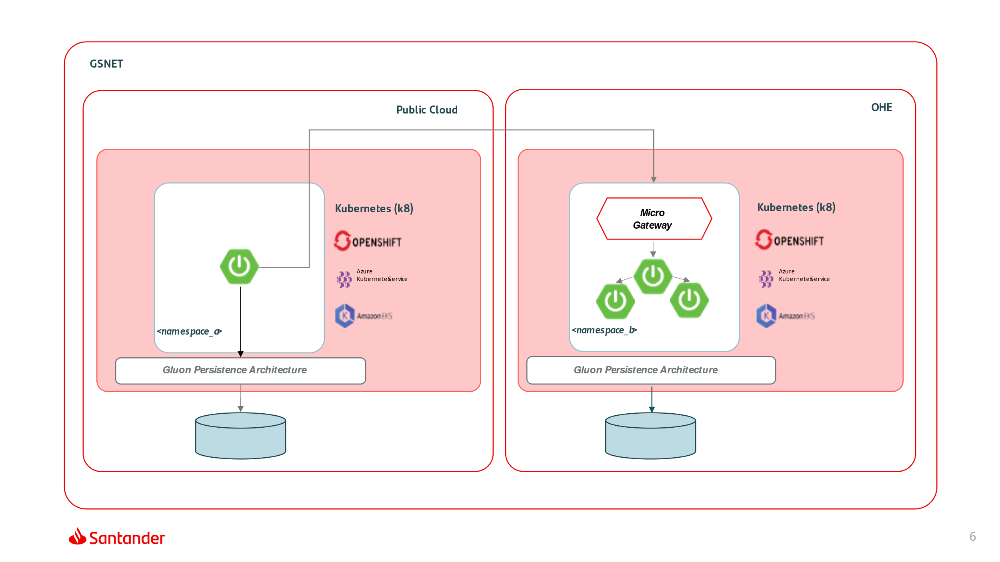 GSNET
Public Cloud
OHE
Kubernetes (k8)
OPENSHIFT
Azure
Kubernetes Service
Amazon EKS
<namespace_a>
Gluon Persistence Architecture
Micro
Gateway
Kubernetes (k8)
OPENSHIFT
Azure
Kubernetes Service
Amazon EKS
<namespace_b>
Gluon Persistence Architecture
Santander
6